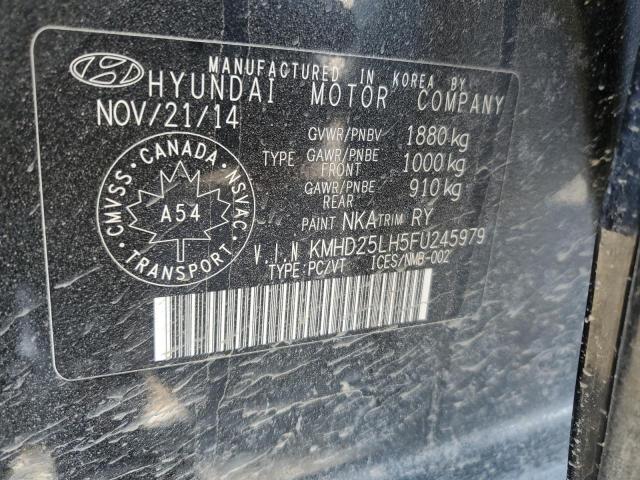 MANUFACTURED IN KOREA BY
HYUNDAI MOTOR COMPANY
NOV/21/14
GVWR/PNBV 1880 kg
TYPE GAWR/PNBE FRONT 1000 kg
GAWR/PNBE REAR 910 kg
CANADA
CMVSS NSVAC
A54
TRANSPORT
PAINT NKA TRIM RY
V.I.N KMHD25LH5FU245979
TYPE:PC/VT ICES/NMB-002